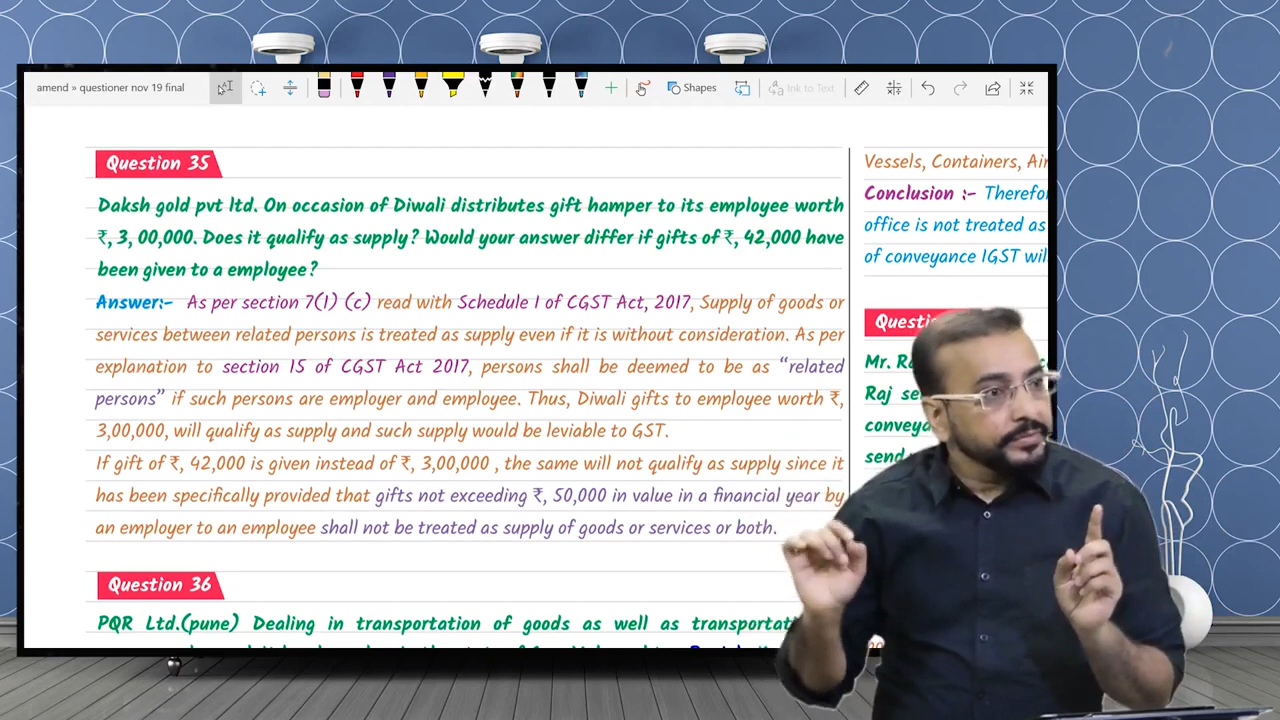 amend » questioner nov 19 final
Shapes
Ink to Text
Question 35
Daksh gold pvt ltd. On occasion of Diwali distributes gift hamper to its employee worth
₹, 3, 00,000. Does it qualify as supply? Would your answer differ if gifts of ₹, 42,000 have
been given to a employee?
Answer:- As per section 7(1) (c) read with Schedule I of CGST Act, 2017, Supply of goods or
services between related persons is treated as supply even if it is without consideration. As per
explanation to section 15 of CGST Act 2017, persons shall be deemed to be as “related
persons” if such persons are employer and employee. Thus, Diwali gifts to employee worth ₹,
3,00,000, will qualify as supply and such supply would be leviable to GST.
If gift of ₹, 42,000 is given instead of ₹, 3,00,000 , the same will not qualify as supply since it
has been specifically provided that gifts not exceeding ₹, 50,000 in value in a financial year by
an employer to an employee shall not be treated as supply of goods or services or both.
Question 36
PQR Ltd.(pune) Dealing in transportation of goods as well as
Vessels, Containers,
Conclusion :-
office is not treated as
of conveyance IGST
Mr.
Raj
send